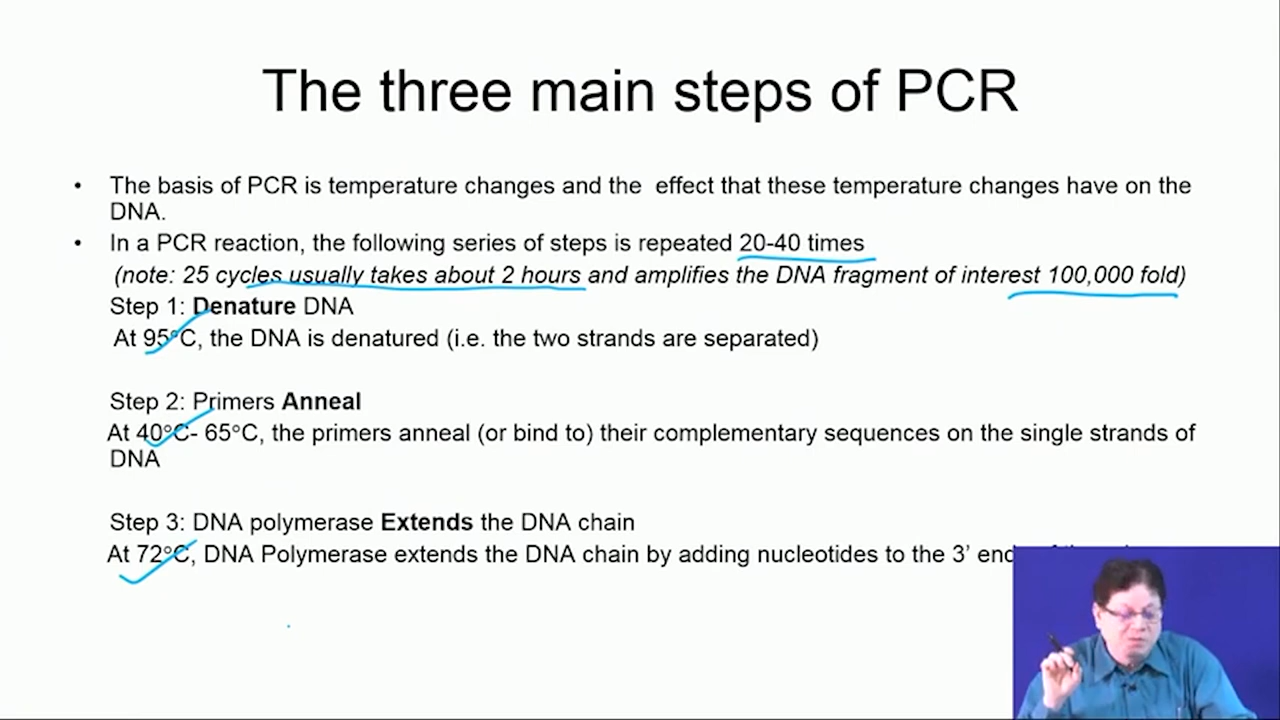 The three main steps of PCR
• The basis of PCR is temperature changes and the effect that these temperature changes have on the
DNA.
• In a PCR reaction, the following series of steps is repeated 20-40 times
(note: 25 cycles usually takes about 2 hours and amplifies the DNA fragment of interest 100,000 fold)
Step 1: Denature DNA
At 95°C, the DNA is denatured (i.e. the two strands are separated)
Step 2: Primers Anneal
At 40°C- 65°C, the primers anneal (or bind to) their complementary sequences on the single strands of
DNA
Step 3: DNA polymerase Extends the DNA chain
At 72°C, DNA Polymerase extends the DNA chain by adding nucleotides to the 3’